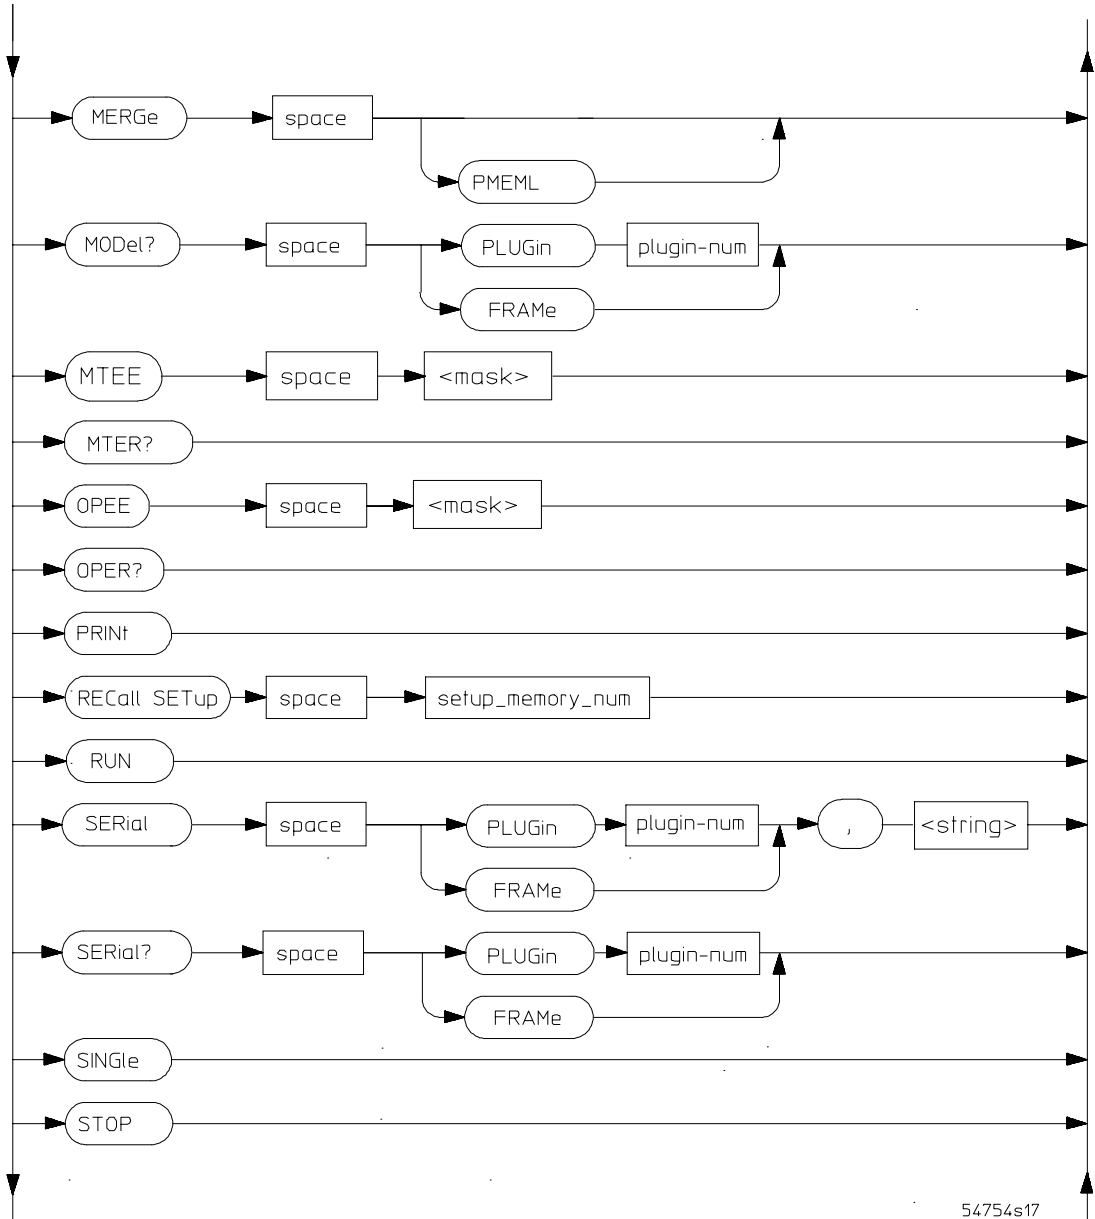 MERGe space
PMEML
MODel? space PLUGin plugin-num
FRAMe
MTEE space <mask>
MTER?
OPEE space <mask>
OPER?
PRINt
RECall SETup space setup_memory_num
RUN
SERial space PLUGin plugin-num , <string>
FRAMe
SERial? space PLUGin plugin-num
FRAMe
SINGle
STOP
54754s17